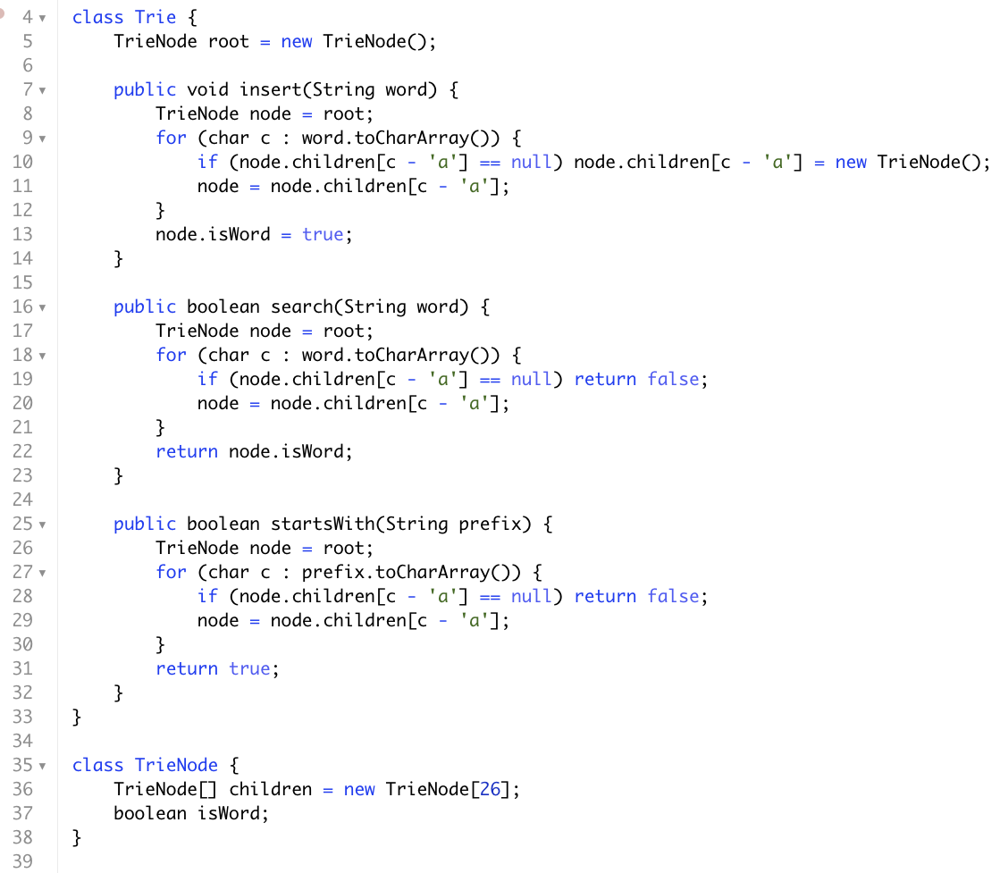 4 class Trie {
5     TrieNode root = new TrieNode();
6
7     public void insert(String word) {
8         TrieNode node = root;
9         for (char c : word.toCharArray()) {
10             if (node.children[c - 'a'] == null) node.children[c - 'a'] = new TrieNode();
11             node = node.children[c - 'a'];
12         }
13         node.isWord = true;
14     }
15
16     public boolean search(String word) {
17         TrieNode node = root;
18         for (char c : word.toCharArray()) {
19             if (node.children[c - 'a'] == null) return false;
20             node = node.children[c - 'a'];
21         }
22         return node.isWord;
23     }
24
25     public boolean startsWith(String prefix) {
26         TrieNode node = root;
27         for (char c : prefix.toCharArray()) {
28             if (node.children[c - 'a'] == null) return false;
29             node = node.children[c - 'a'];
30         }
31         return true;
32     }
33 }
34
35 class TrieNode {
36     TrieNode[] children = new TrieNode[26];
37     boolean isWord;
38 }
39